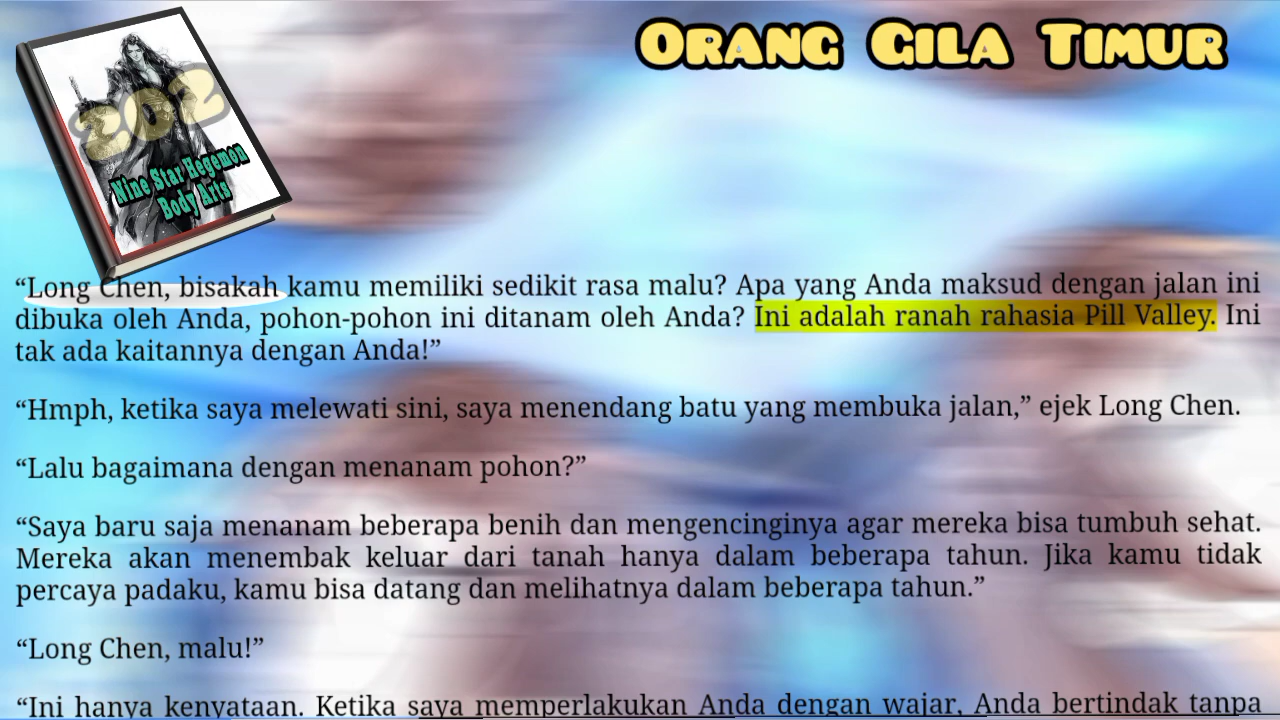 Orang Gila Timur
202
Nine Star Hegemon
Body Arts
“Long Chen, bisakah kamu memiliki sedikit rasa malu? Apa yang Anda maksud dengan jalan ini
dibuka oleh Anda, pohon-pohon ini ditanam oleh Anda? Ini adalah ranah rahasia Pill Valley. Ini
tak ada kaitannya dengan Anda!”
“Hmph, ketika saya melewati sini, saya menendang batu yang membuka jalan,” ejek Long Chen.
“Lalu bagaimana dengan menanam pohon?”
“Saya baru saja menanam beberapa benih dan mengencinginya agar mereka bisa tumbuh sehat.
Mereka akan menembak keluar dari tanah hanya dalam beberapa tahun. Jika kamu tidak
percaya padaku, kamu bisa datang dan melihatnya dalam beberapa tahun.”
“Long Chen, malu!”
“Ini hanya kenyataan. Ketika saya memperlakukan Anda dengan wajar, Anda bertindak tanpa